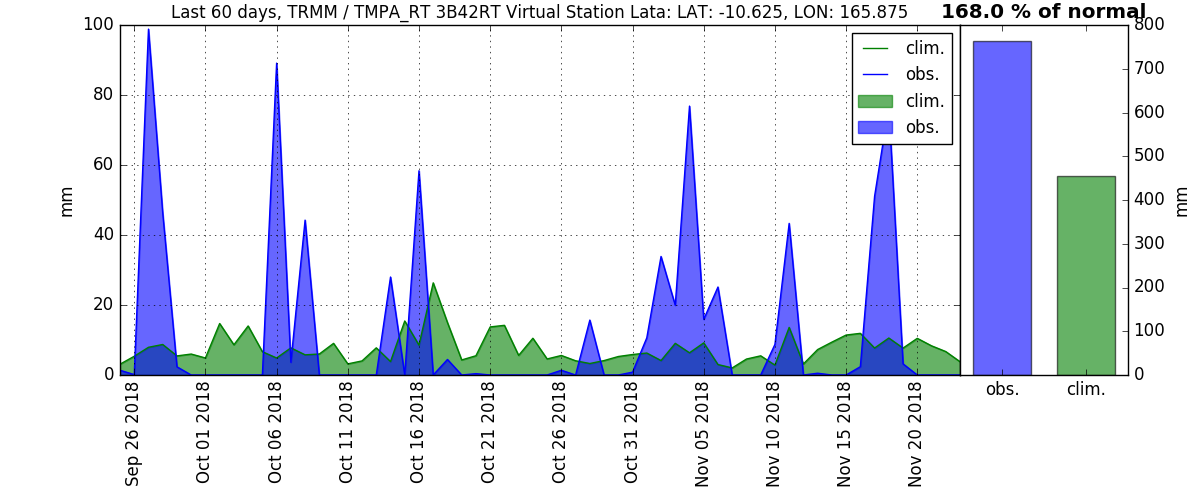 Last 60 days, TRMM / TMPA_RT 3B42RT Virtual Station Lata: LAT: -10.625, LON: 165.875
168.0 % of normal
100
80
60
40
20
0
mm
clim.
obs.
clim.
obs.
800
700
600
500
400
300
200
100
0
mm
obs.
clim.
Sep 26 2018
Oct 01 2018
Oct 06 2018
Oct 11 2018
Oct 16 2018
Oct 21 2018
Oct 26 2018
Oct 31 2018
Nov 05 2018
Nov 10 2018
Nov 15 2018
Nov 20 2018